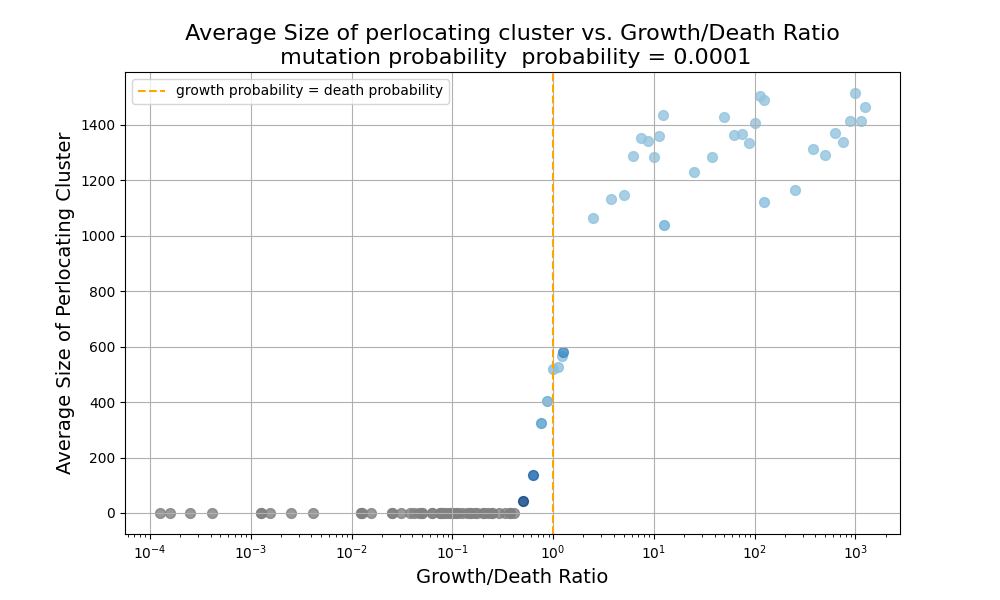 Average Size of perlocating cluster vs. Growth/Death Ratio
mutation probability  probability = 0.0001
growth probability = death probability
Average Size of Perlocating Cluster
1400
1200
1000
800
600
400
200
0
10⁻⁴ 10⁻³ 10⁻² 10⁻¹ 10⁰ 10¹ 10² 10³
Growth/Death Ratio